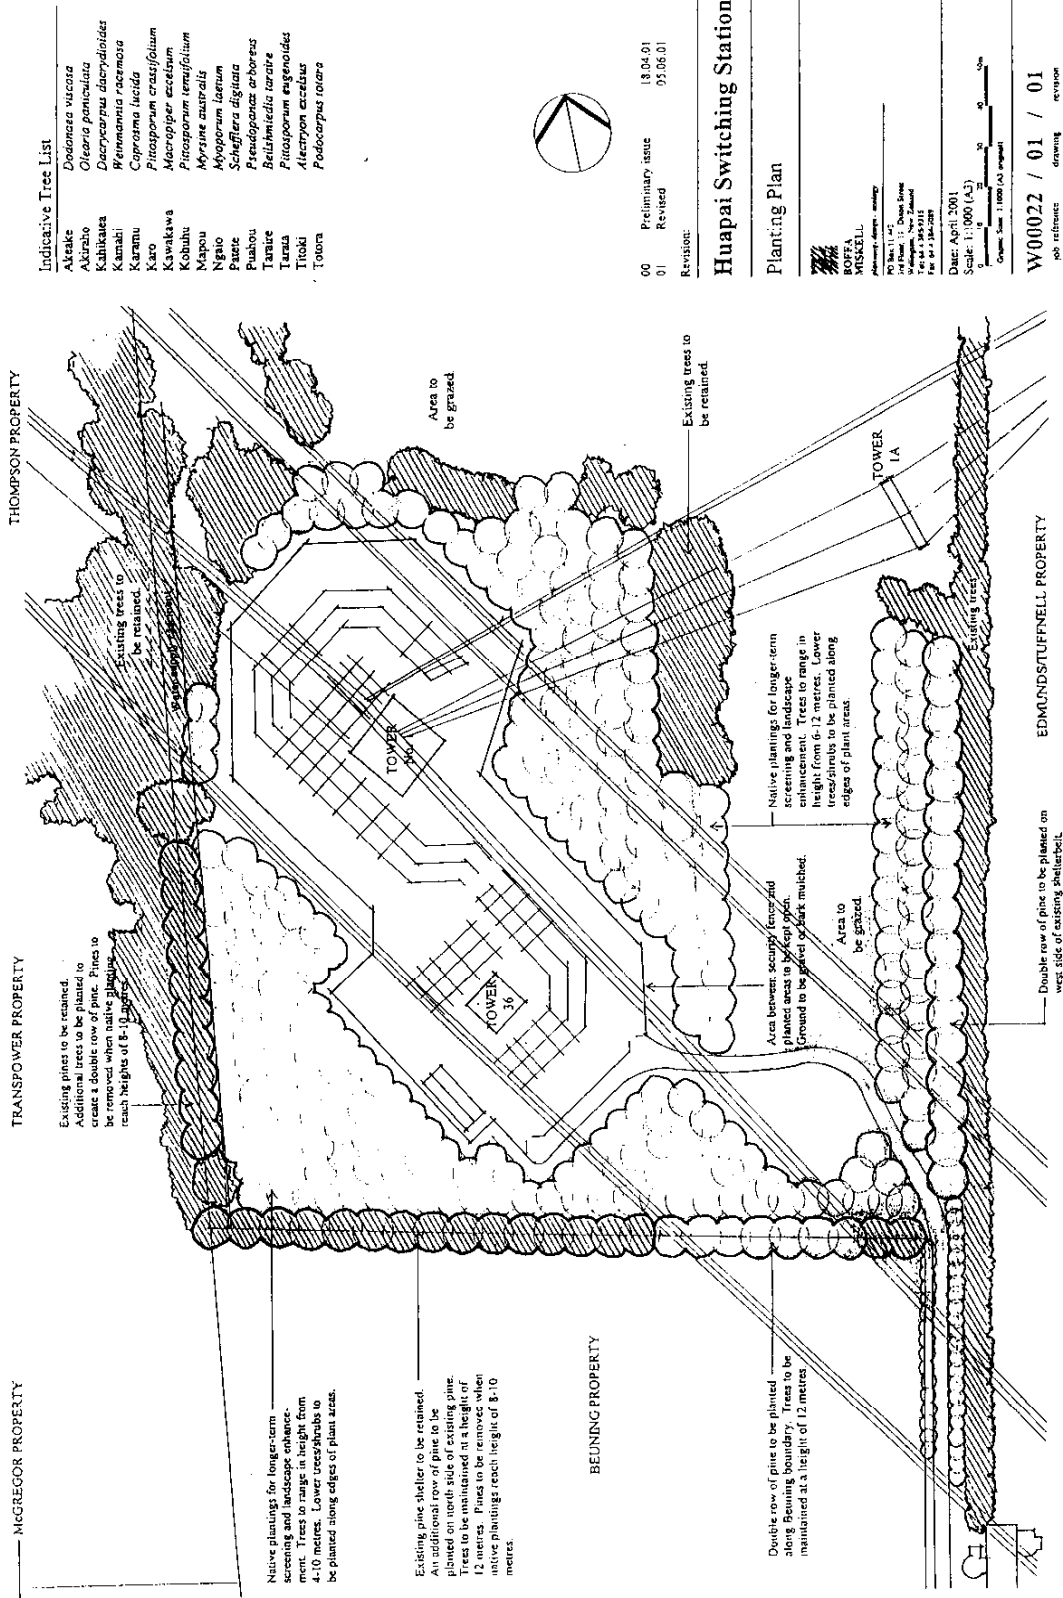 McGREGOR PROPERTY
TRANSPOWER PROPERTY
THOMPSON PROPERTY
Existing pines to be retained.
Additional trees to be planted to
create a double row of pine. Pines to
be removed when native planting
reach heights of 8-10 metres.
Existing trees to
be retained.
Native plantings for longer-term
screening and landscape enhance-
ment. Trees to range in height from
4-10 metres. Lower trees/shrubs to
be planted along edges of plant areas.
Existing pine shelter to be retained.
An additional row of pine to be
planted on north side of existing pine.
Trees to be maintained at a height of
12 metres. Pines to be removed when
native plantings reach height of 8-10
metres.
BEUNING PROPERTY
Double row of pine to be planted
along Beuning boundary. Trees to be
maintained at a height of 12 metres.
TOWER
36
TOWER
No.
Area to
be grazed.
Existing trees to
be retained.
TOWER
1A
Native plantings for longer-term
screening and landscape
enhancement. Trees to range in
height from 6-12 metres. Lower
trees/shrubs to be planted along
edges of plant areas.
Area between security fence and
planted areas to be kept open.
Ground to be gravel or bark mulched.
Area to
be grazed.
Existing trees
EDMUNDS/TUFFNELL PROPERTY
Double row of pine to be planted on
west side of existing shelterbelt.
Indicative Tree List
Akeake Dodonaea viscosa
Akiraho Olearia paniculata
Kahikatea Dacrycarpus dacrydioides
Kamahi Weinmannia racemosa
Karamu Coprosma lucida
Karo Pittosporum crassifolium
Kawakawa Macropiper excelsum
Kohuhu Pittosporum tenuifolium
Mapou Myrsine australis
Ngaio Myoporum laetum
Patete Schefflera digitata
Puahou Pseudopanax arboreus
Taraire Beilshmiedia taraire
Tarata Pittosporum eugenoides
Titoki Alectryon excelsus
Totora Podocarpus totara
00 Preliminary issue 18.04.01
01 Revised 05.06.01
Revision:
Huapai Switching Station
Planting Plan
BOFFA
MISKELL
Date: April 2001
Scale: 1:1000 (A3)
Graphic Scale 1:1000 (A3 original)
W00022 / 01 / 01
job reference drawing revision